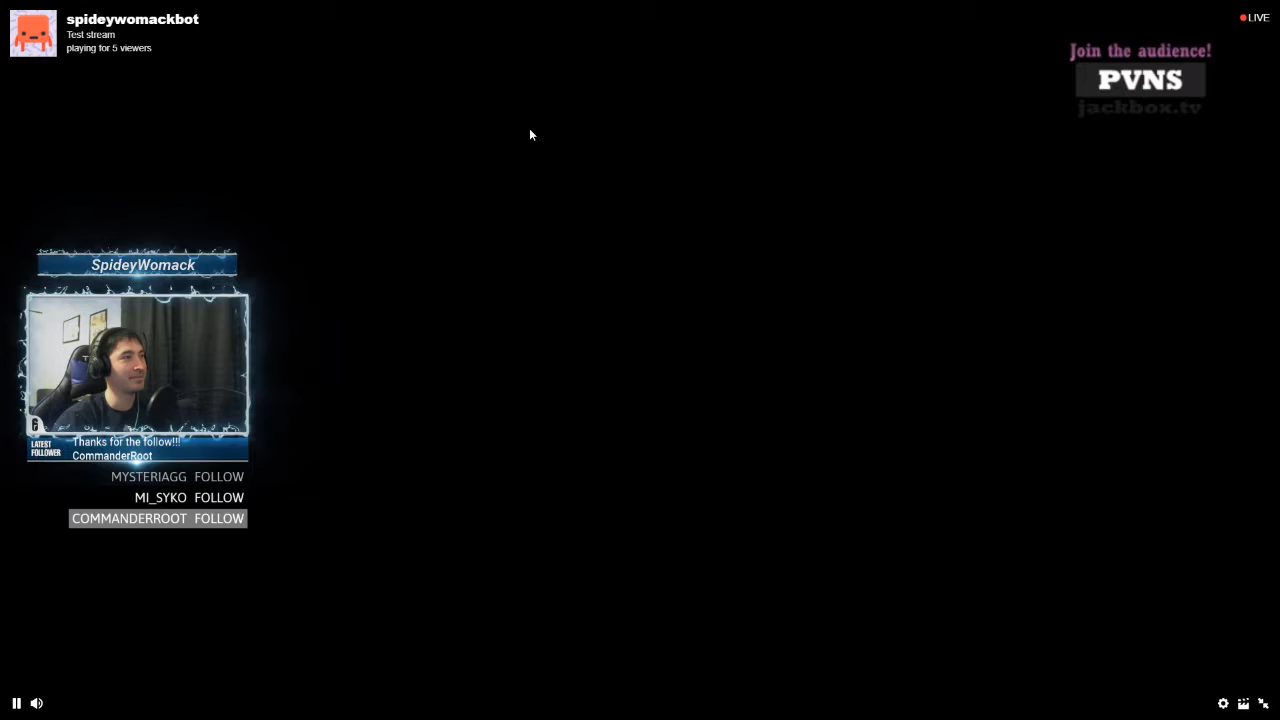 spideywomackbot
Test stream
playing for 5 viewers
LIVE
Join the audience!
PVNS
jackbox.tv
SpideyWomack
LATEST FOLLOWER
Thanks for the follow!!!
CommanderRoot
MYSTERIAGG FOLLOW
MI_SYKO FOLLOW
COMMANDERROOT FOLLOW